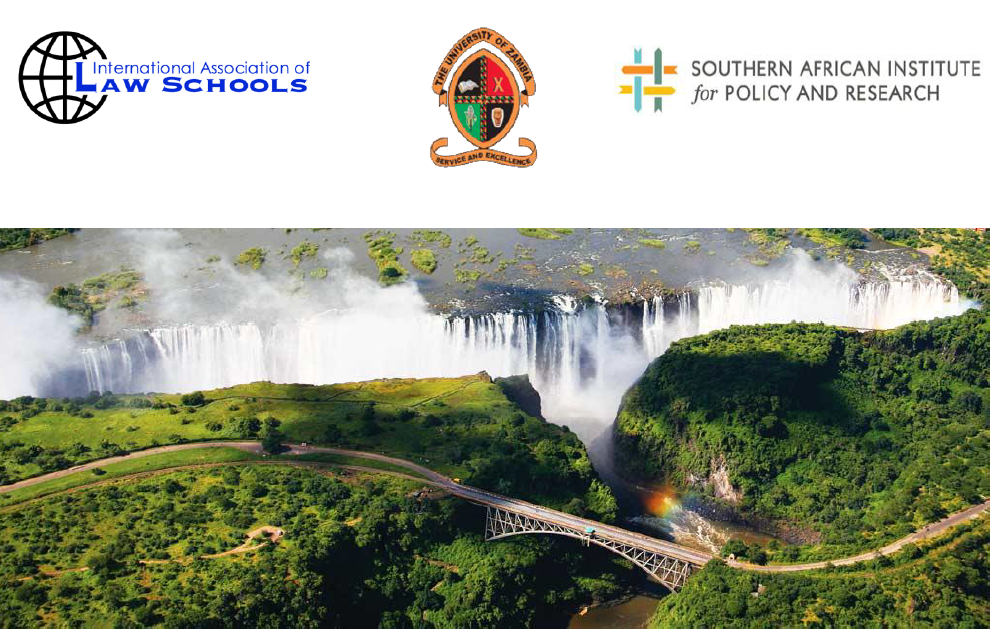 International Association of
LAW SCHOOLS
THE UNIVERSITY OF ZAMBIA
SERVICE AND EXCELLENCE
SOUTHERN AFRICAN INSTITUTE
for POLICY AND RESEARCH